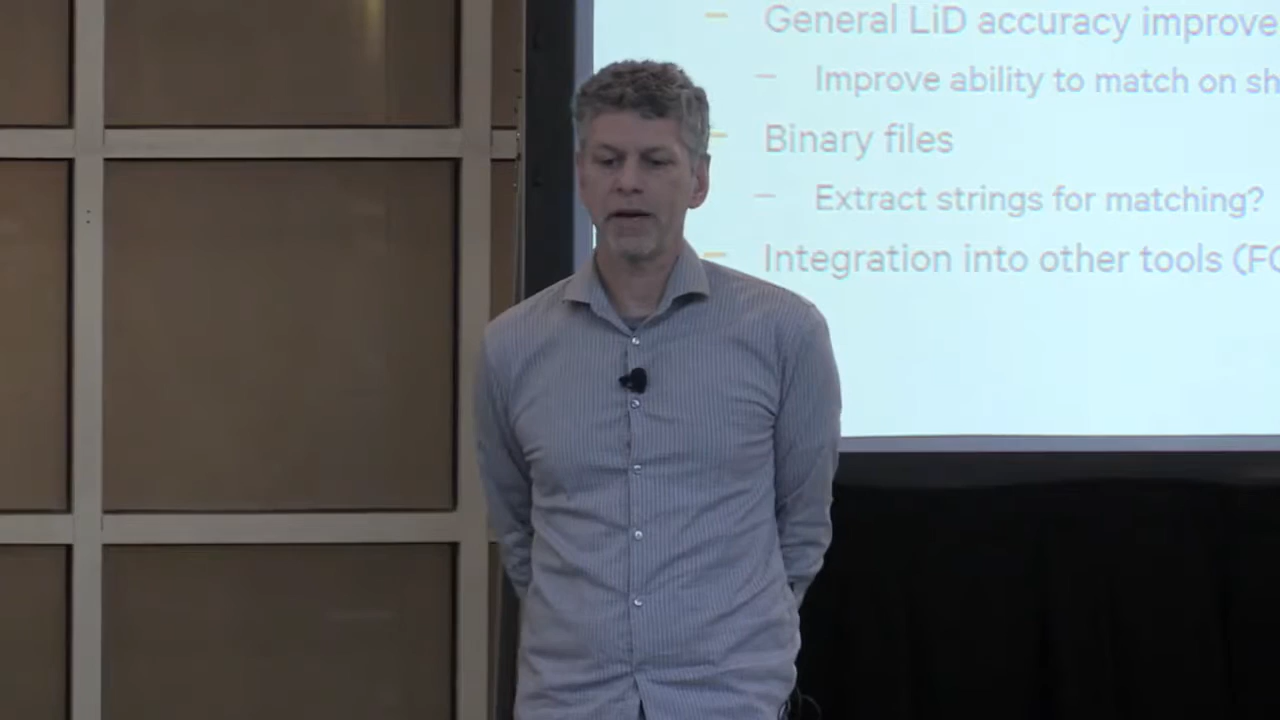 General LiD accuracy improve
Improve ability to match on sh
Binary files
Extract strings for matching?
Integration into other tools (FO